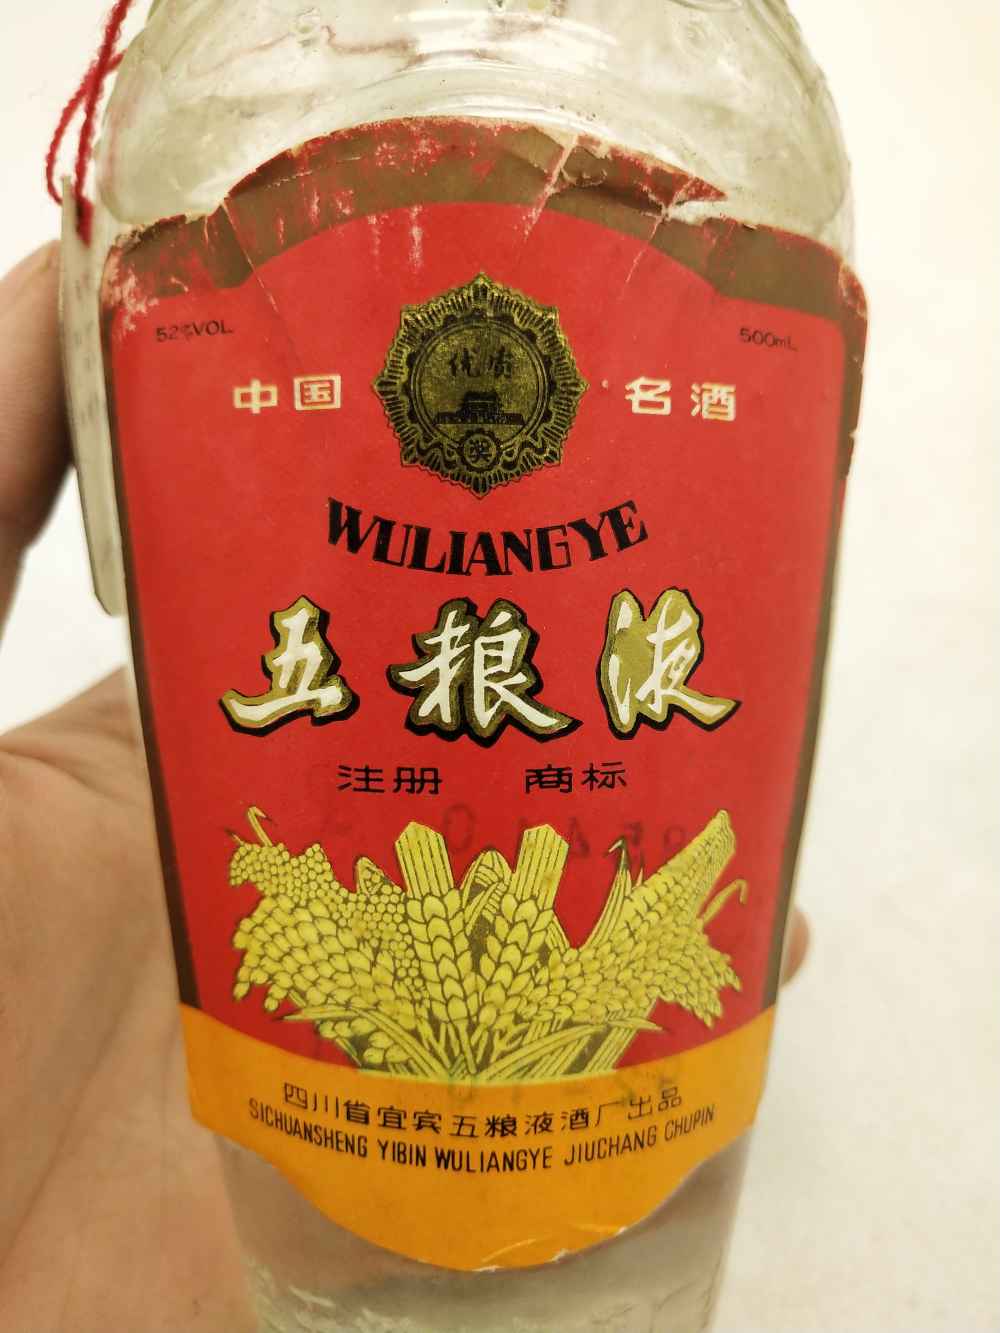 52%VOL
500mL
优质
奖
中国
名酒
WULIANGYE
五粮液
注册 商标
四川省宜宾五粮液酒厂出品
SICHUANSHENG YIBIN WULIANGYE JIUCHANG CHUPIN